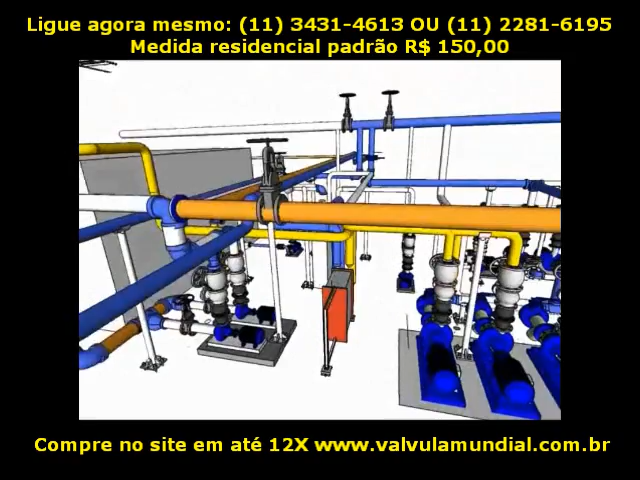 Ligue agora mesmo: (11) 3431-4613 OU (11) 2281-6195
Medida residencial padrão R$ 150,00
Compre no site em até 12X www.valvulamundial.com.br